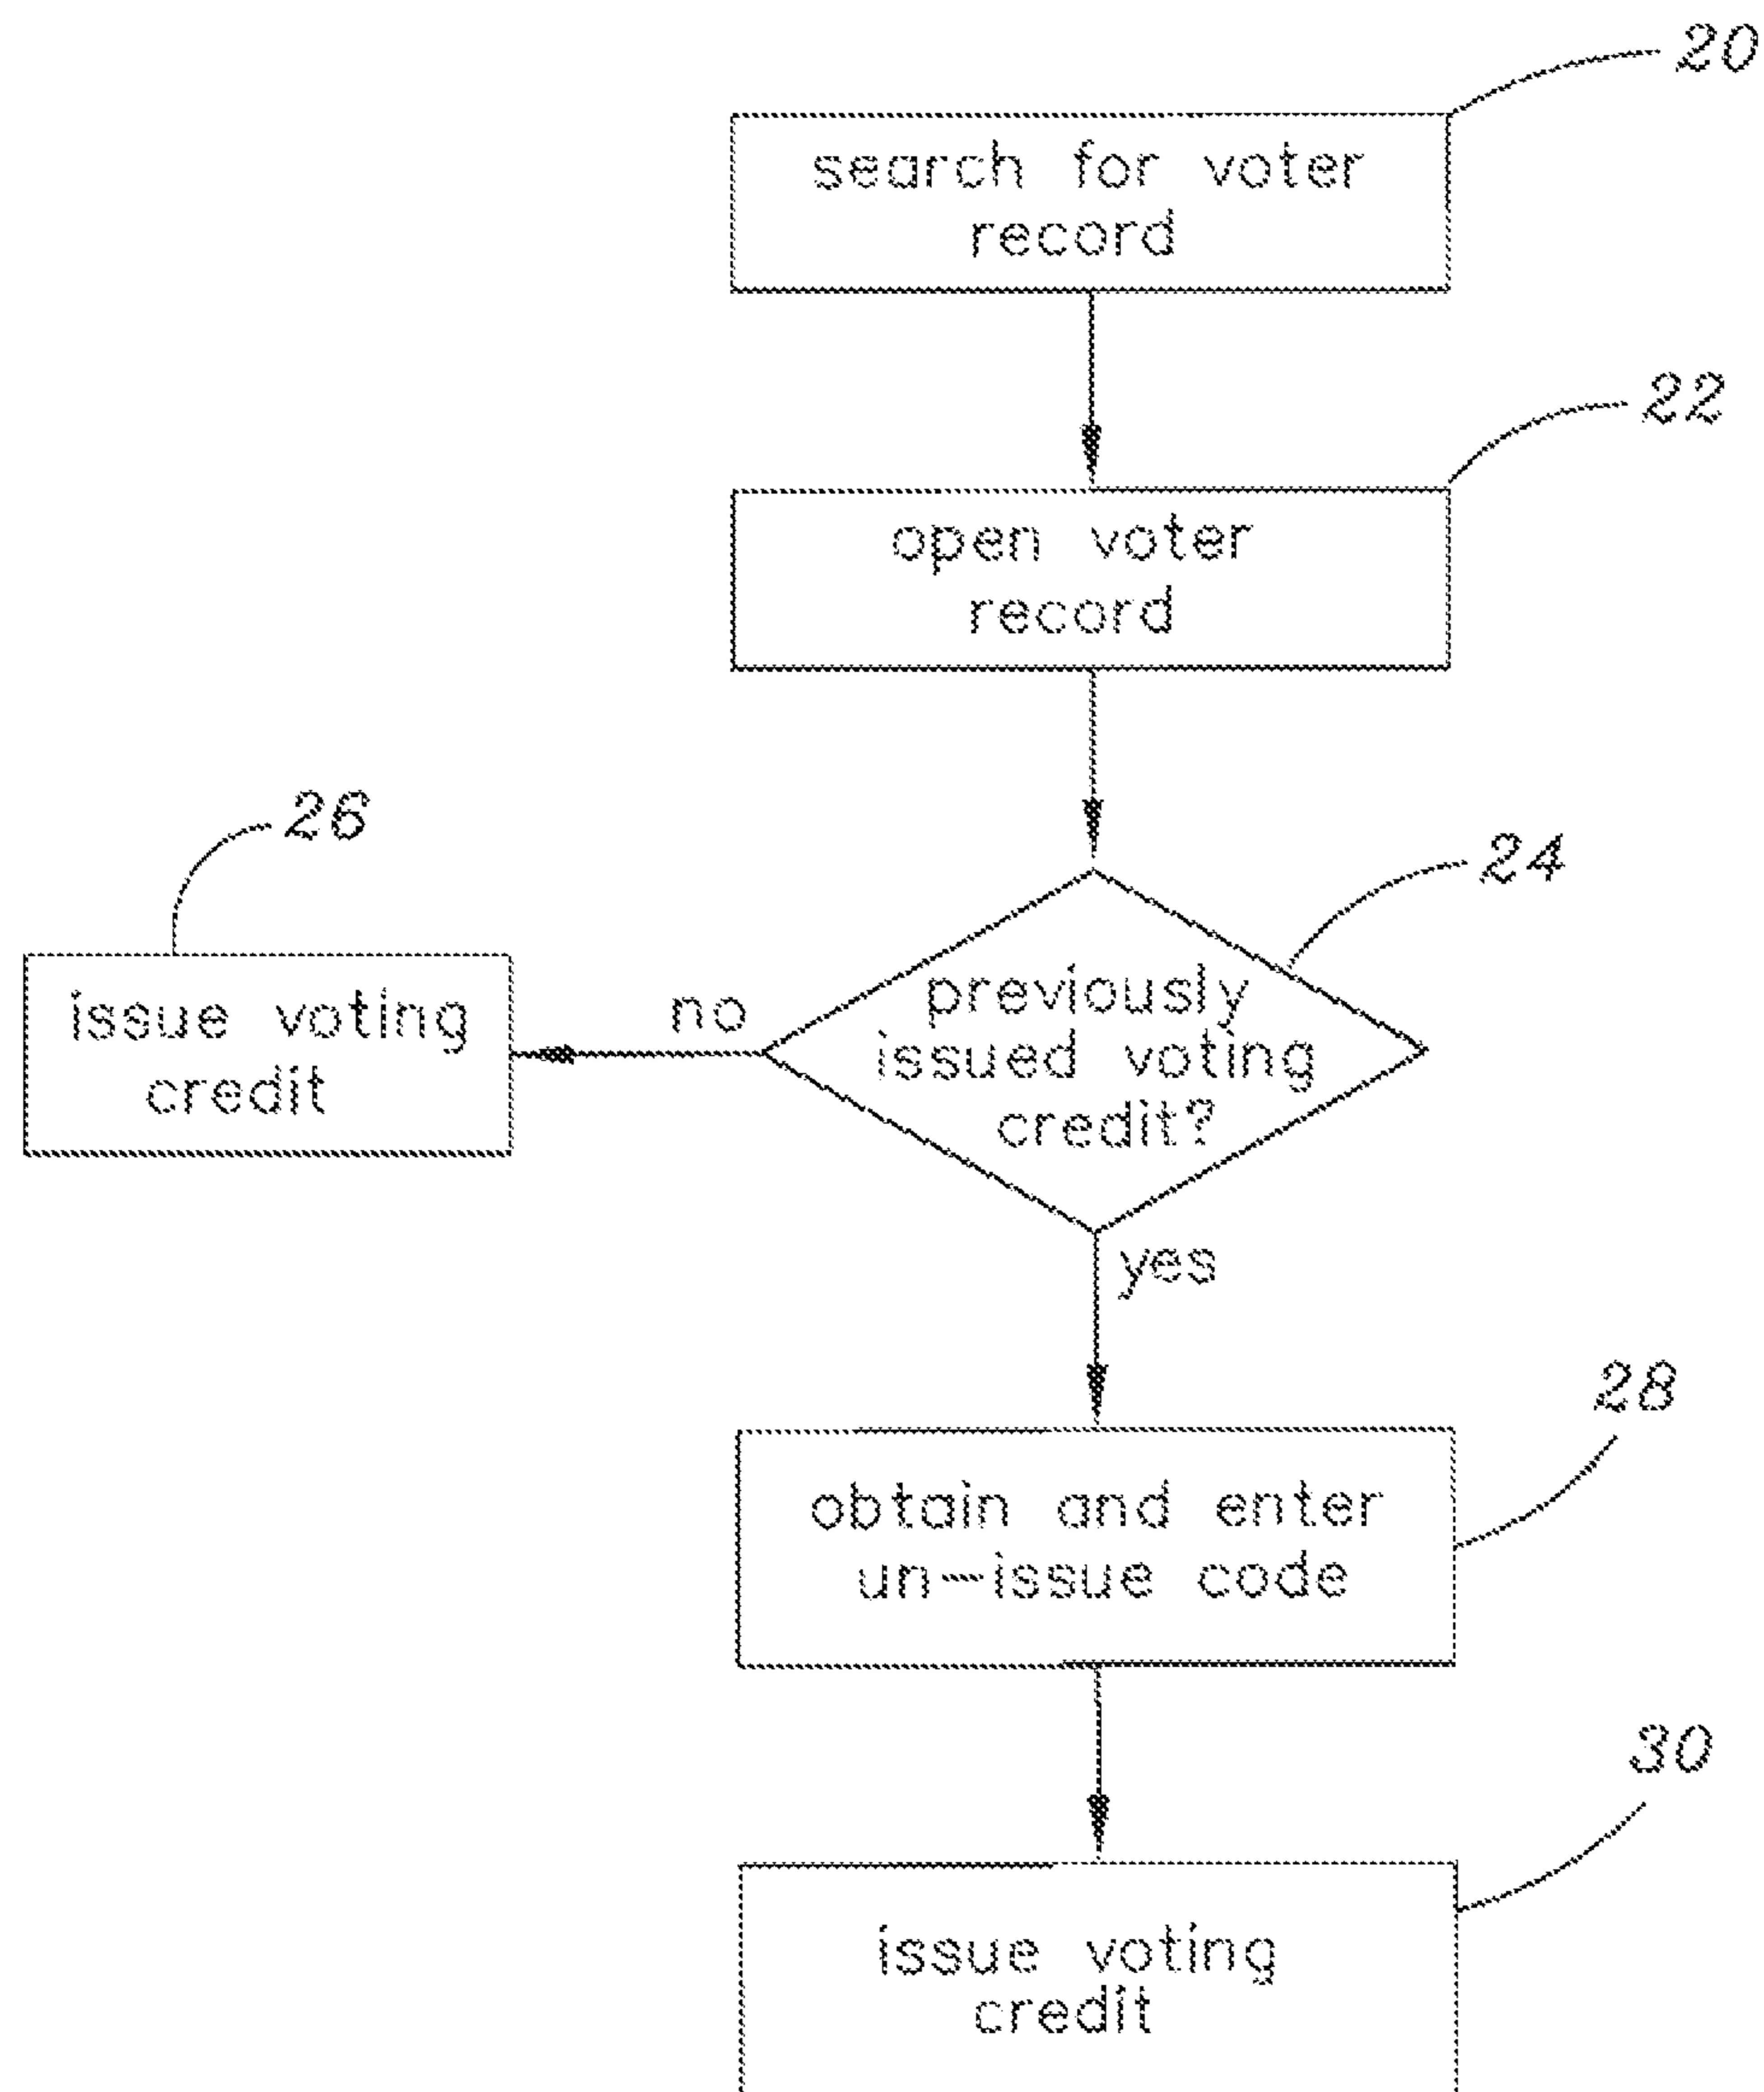 20
search for voter
record
22
open voter
record
26
24
issue voting
credit
no
previously
issued voting
credit?
yes
28
obtain and enter
un-issue code
30
issue voting
credit